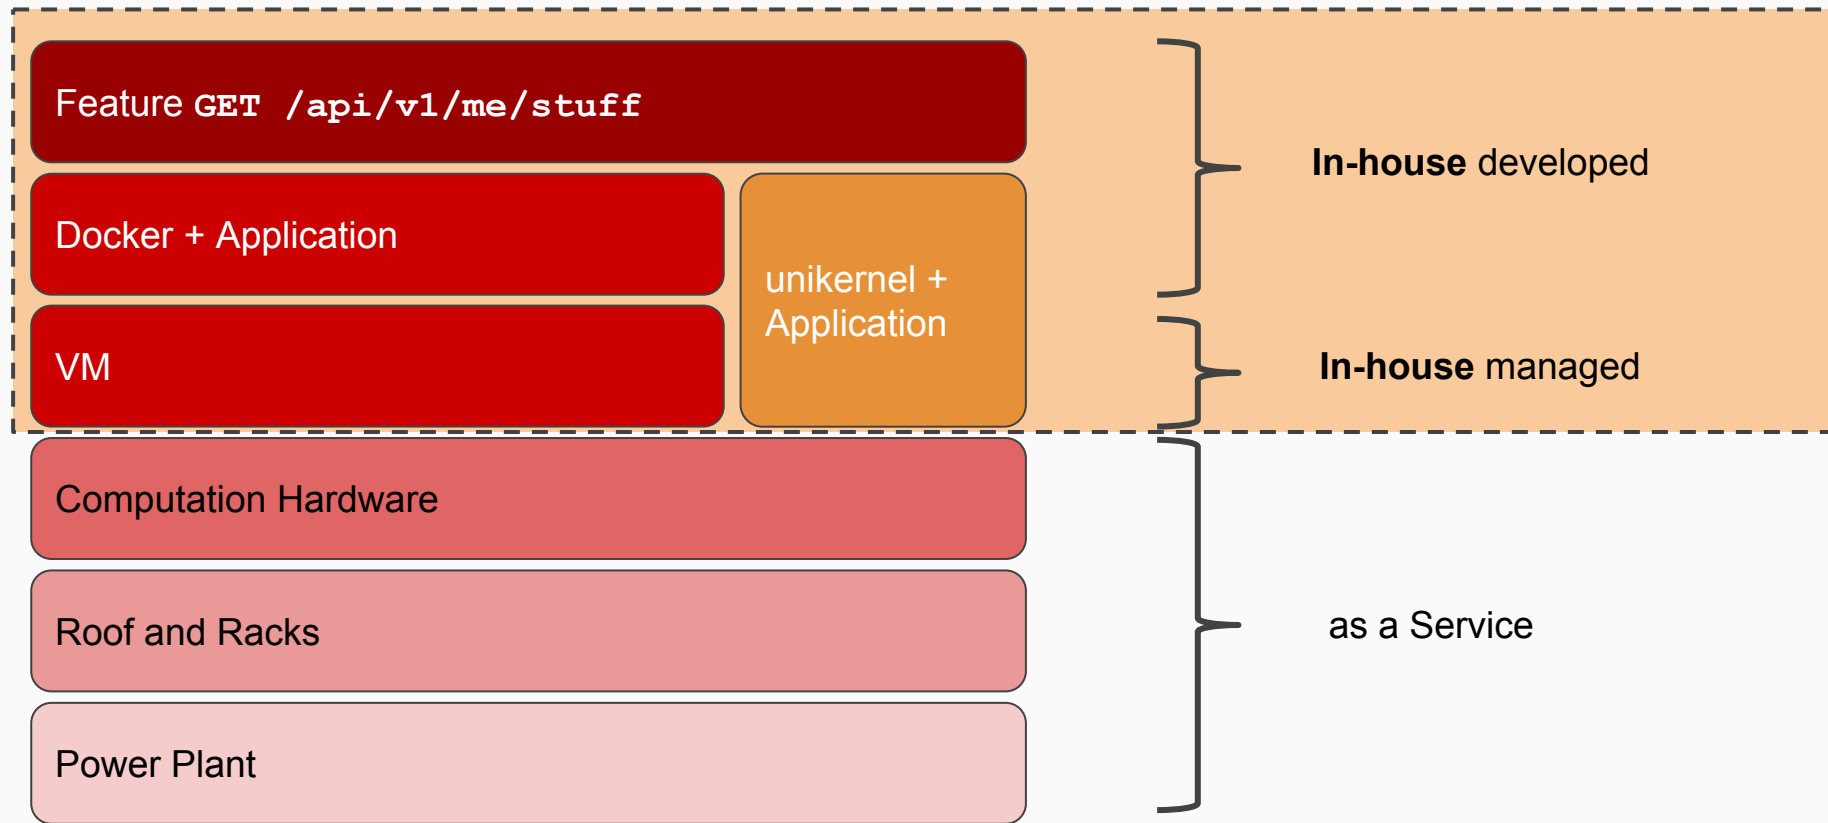 Feature GET /api/v1/me/stuff
In-house developed
Docker + Application
unikernel +
Application
VM
In-house managed
Computation Hardware
Roof and Racks
as a Service
Power Plant